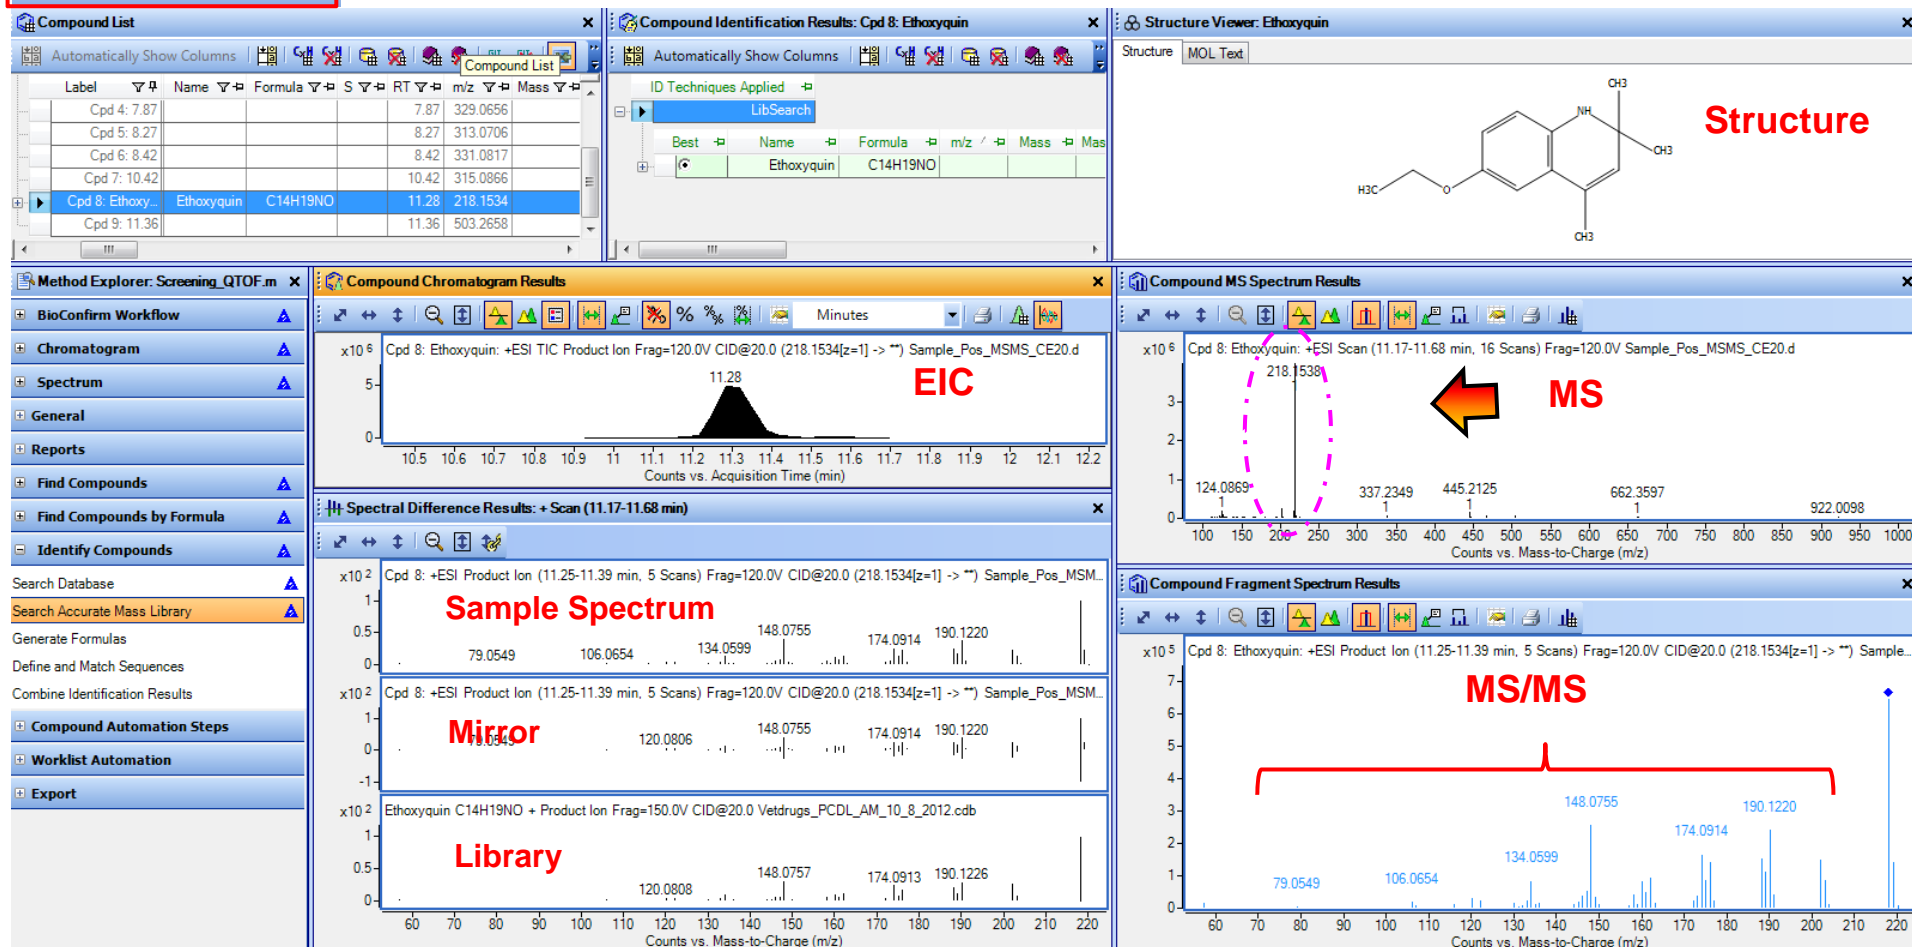 Compound List
Automatically Show Columns
Compound List
Label Name Formula S RT m/z Mass
Cpd 4: 7.87 7.87 329.0656
Cpd 5: 8.27 8.27 313.0706
Cpd 6: 8.42 8.42 331.0817
Cpd 7: 10.42 10.42 315.0866
Cpd 8: Ethoxy... Ethoxyquin C14H19NO 11.28 218.1534
Cpd 9: 11.36 11.36 503.2658
Compound Identification Results: Cpd 8: Ethoxyquin
Automatically Show Columns
ID Techniques Applied
LibSearch
Best Name Formula m/z Mass Mas
Ethoxyquin C14H19NO
Structure Viewer: Ethoxyquin
Structure MOL Text
CH3
NH
Structure
CH3
H3C
O
CH3
Method Explorer: Screening_QTOF.m
BioConfirm Workflow
Chromatogram
Spectrum
General
Reports
Find Compounds
Find Compounds by Formula
Identify Compounds
Search Database
Search Accurate Mass Library
Generate Formulas
Define and Match Sequences
Combine Identification Results
Compound Automation Steps
Worklist Automation
Export
Compound Chromatogram Results
Minutes
x10 6 Cpd 8: Ethoxyquin: +ESI TIC Product Ion Frag=120.0V CID@20.0 (218.1534[z=1] -> **) Sample_Pos_MSMS_CE20.d
11.28
EIC
5
0
10.5 10.6 10.7 10.8 10.9 11 11.1 11.2 11.3 11.4 11.5 11.6 11.7 11.8 11.9 12 12.1 12.2
Counts vs. Acquisition Time (min)
Spectral Difference Results: + Scan (11.17-11.68 min)
x10 2 Cpd 8: +ESI Product Ion (11.25-11.39 min, 5 Scans) Frag=120.0V CID@20.0 (218.1534[z=1] -> **) Sample_Pos_MSM...
1
Sample Spectrum
0.5
0
79.0549 106.0654 134.0599 148.0755 174.0914 190.1220
x10 2 Cpd 8: +ESI Product Ion (11.25-11.39 min, 5 Scans) Frag=120.0V CID@20.0 (218.1534[z=1] -> **) Sample_Pos_MSM...
1
Mirror
79.0549 120.0806 148.0755 174.0914 190.1220
0
-1
x10 2 Ethoxyquin C14H19NO + Product Ion Frag=150.0V CID@20.0 Vetdrugs_PCDL_AM_10_8_2012.cdb
1
Library
0.5
120.0808 148.0757 174.0913 190.1226
0
60 70 80 90 100 110 120 130 140 150 160 170 180 190 200 210 220
Counts vs. Mass-to-Charge (m/z)
Compound MS Spectrum Results
x10 6 Cpd 8: Ethoxyquin: +ESI Scan (11.17-11.68 min, 16 Scans) Frag=120.0V Sample_Pos_MSMS_CE20.d
218.1538
MS
3
2
1
0
124.0869 337.2349 445.2125 662.3597 922.0098
1 1 1 1
100 150 200 250 300 350 400 450 500 550 600 650 700 750 800 850 900 950 1000
Counts vs. Mass-to-Charge (m/z)
Compound Fragment Spectrum Results
x10 5 Cpd 8: Ethoxyquin: +ESI Product Ion (11.25-11.39 min, 5 Scans) Frag=120.0V CID@20.0 (218.1534[z=1] -> **) Sample...
MS/MS
7
6
5
4
3
2
1
0
79.0549 106.0654 134.0599 148.0755 174.0914 190.1220
60 70 80 90 100 110 120 130 140 150 160 170 180 190 200 210 220
Counts vs. Mass-to-Charge (m/z)